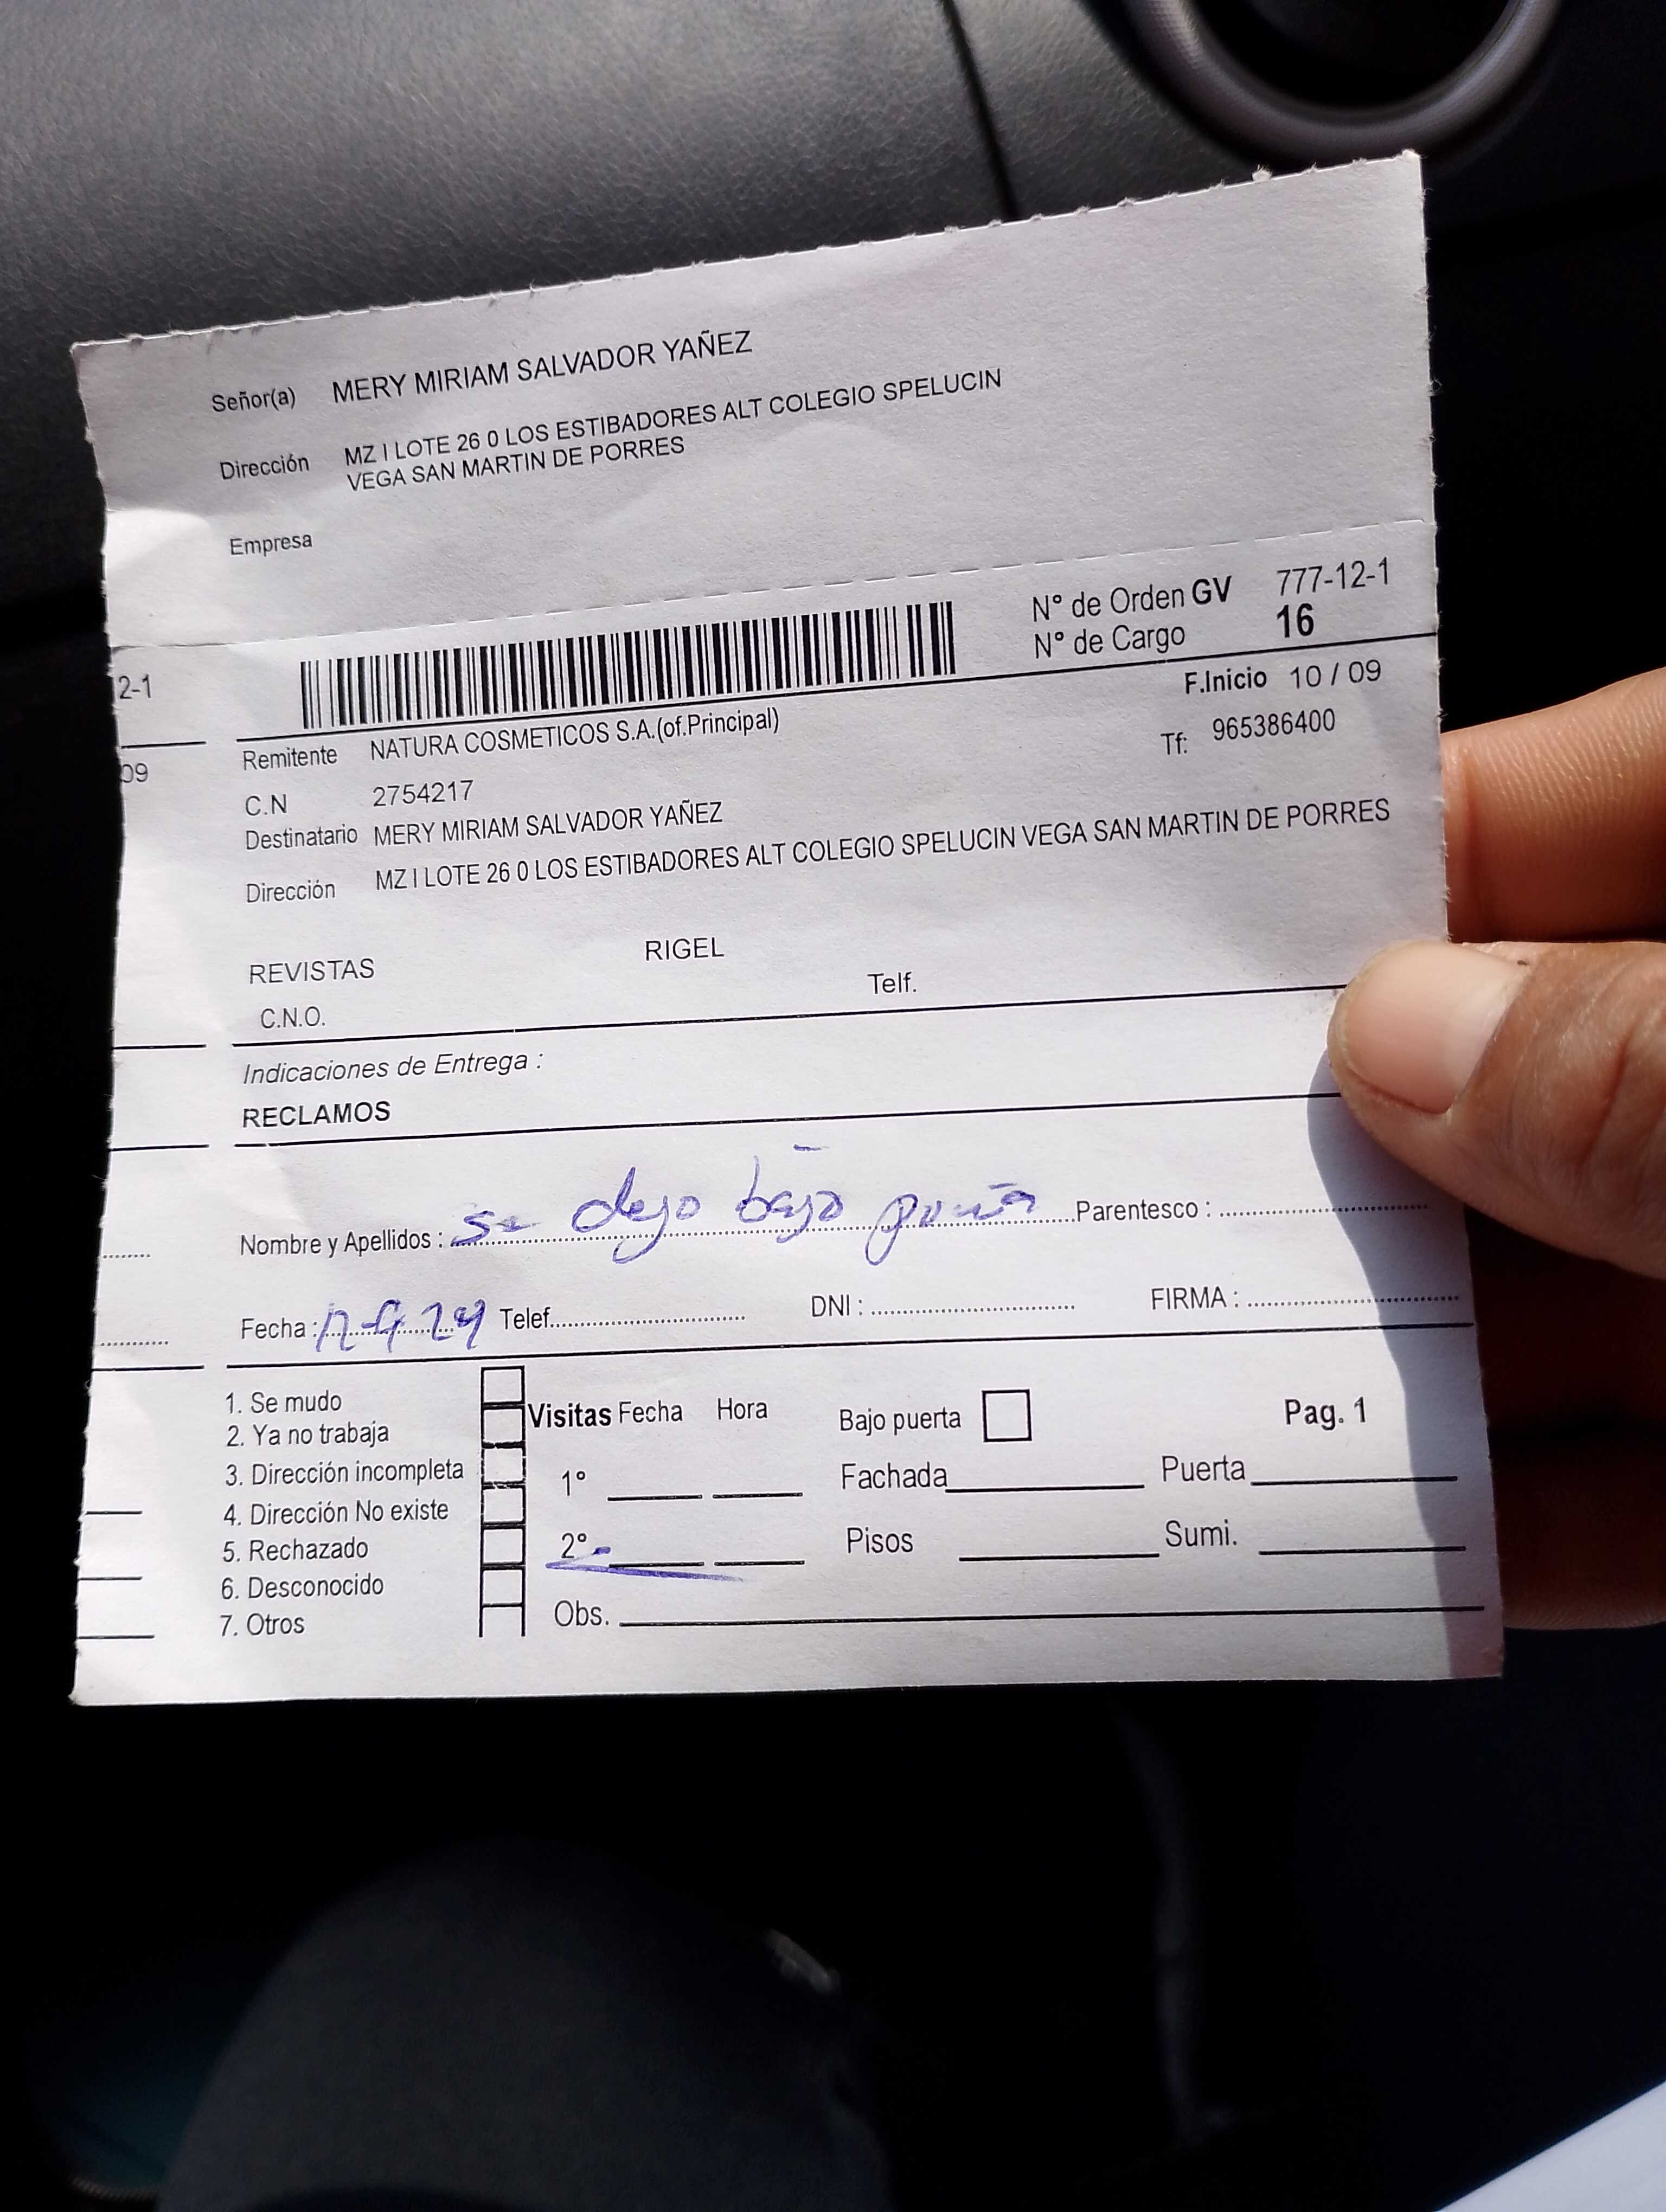 Señor(a) MERY MIRIAM SALVADOR YAÑEZ
Dirección MZ I LOTE 26 0 LOS ESTIBADORES ALT COLEGIO SPELUCIN
VEGA SAN MARTIN DE PORRES
Empresa
N° de Orden GV 777-12-1
N° de Cargo 16
2-1
F.Inicio 10 / 09
Remitente NATURA COSMETICOS S.A.(of.Principal)
Tf: 965386400
09
C.N 2754217
Destinatario MERY MIRIAM SALVADOR YAÑEZ
Dirección MZ I LOTE 26 0 LOS ESTIBADORES ALT COLEGIO SPELUCIN VEGA SAN MARTIN DE PORRES
REVISTAS RIGEL
C.N.O. Telf.
Indicaciones de Entrega :
RECLAMOS
Nombre y Apellidos : se dejo bajo Parentesco :
Fecha : Telef. DNI : FIRMA :
1. Se mudo
2. Ya no trabaja
3. Dirección incompleta
4. Dirección No existe
5. Rechazado
6. Desconocido
7. Otros
Visitas Fecha Hora
1°
2°
Obs.
Bajo puerta Pag. 1
Fachada Puerta
Pisos Sumi.